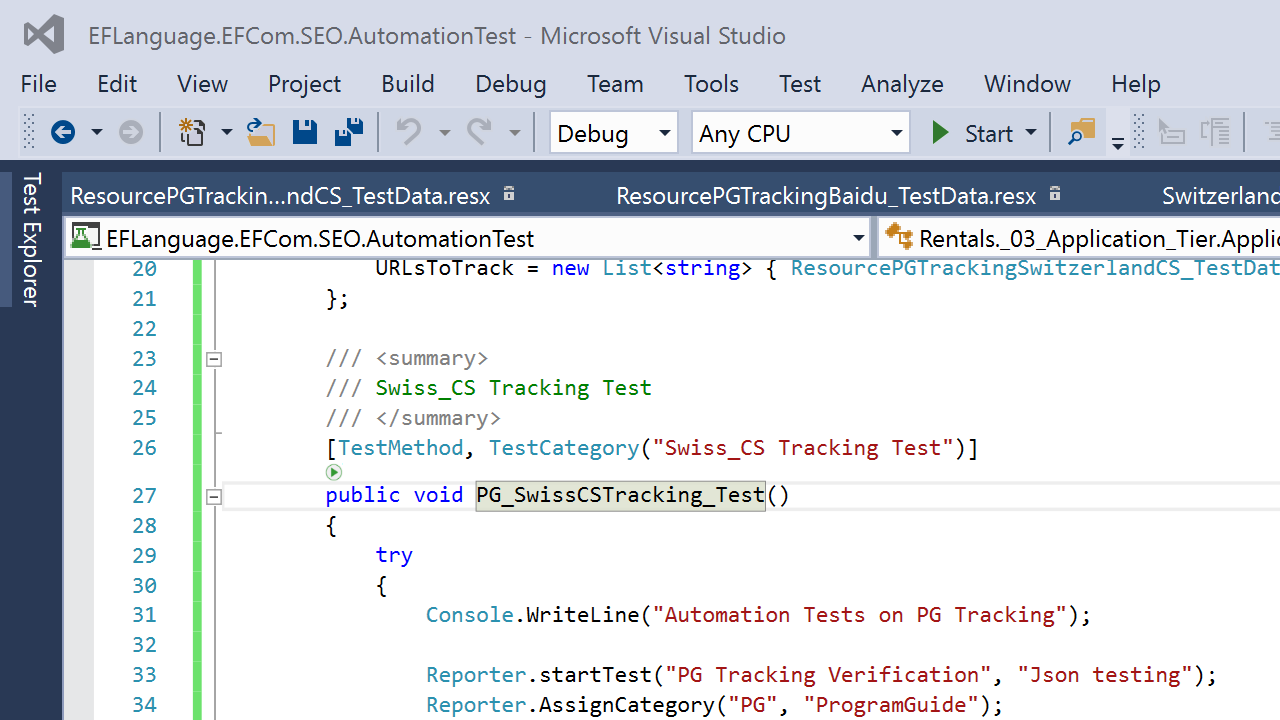 EFLanguage.EFCom.SEO.AutomationTest - Microsoft Visual Studio
File Edit View Project Build Debug Team Tools Test Analyze Window Help
Debug Any CPU Start
Test Explorer
ResourcePGTrackin...ndCS_TestData.resx ResourcePGTrackingBaidu_TestData.resx Switzerland
EFLanguage.EFCom.SEO.AutomationTest Rentals._03_Application_Tier.Applic
20 URLsToTrack = new List<string> { ResourcePGTrackingSwitzerlandCS_TestDat
21 };
22
23 /// <summary>
24 /// Swiss_CS Tracking Test
25 /// </summary>
26 [TestMethod, TestCategory("Swiss_CS Tracking Test")]
27 public void PG_SwissCSTracking_Test()
28 {
29 try
30 {
31 Console.WriteLine("Automation Tests on PG Tracking");
32
33 Reporter.startTest("PG Tracking Verification", "Json testing");
34 Reporter.AssignCategory("PG", "ProgramGuide");